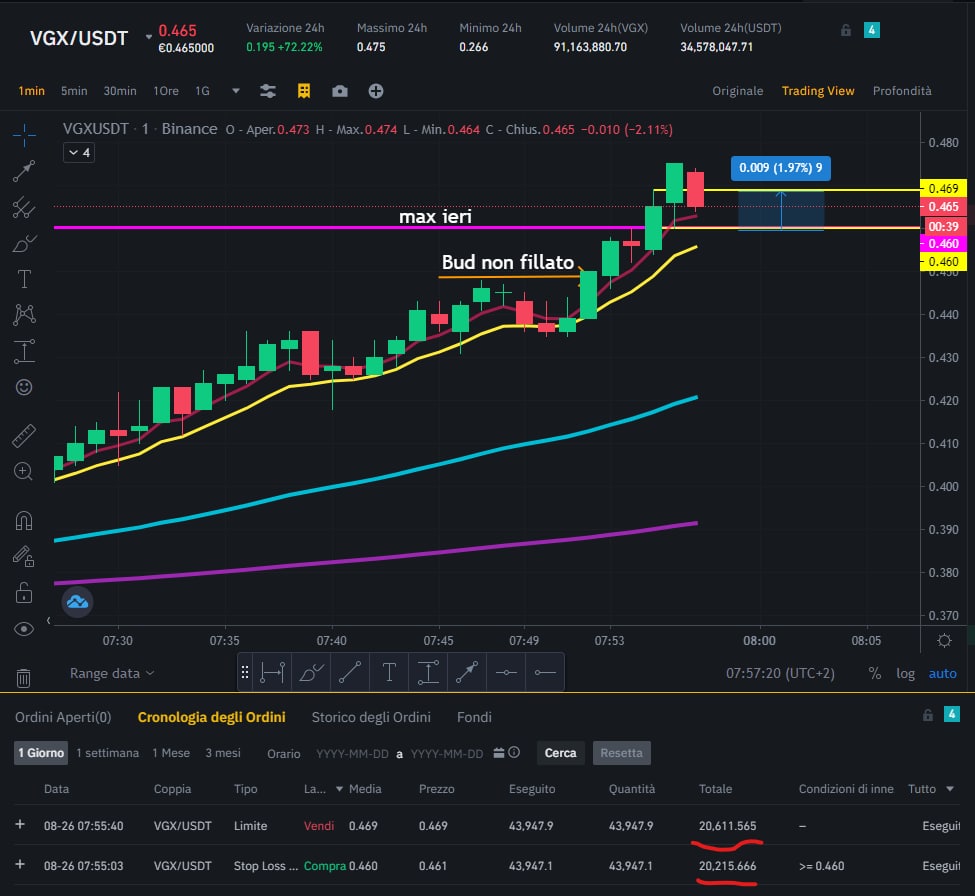 VGX/USDT
0.465
€0.465000
Variazione 24h
0.195 +72.22%
Massimo 24h
0.475
Minimo 24h
0.266
Volume 24h(VGX)
91,163,880.70
Volume 24h(USDT)
34,578,047.71
4
1min 5min 30min 1Ore 1G
Originale Trading View Profondità
VGXUSDT · 1 · Binance O - Aper.0.473 H - Max.0.474 L - Min.0.464 C - Chius.0.465 −0.010 (−2.11%)
4
0.480
0.009 (1.97%) 9
0.469
0.465
max ieri
00:39
0.460
Bud non fillato
0.460
0.450
0.440
0.430
0.420
0.410
0.400
0.390
0.380
0.370
07:30 07:35 07:40 07:45 07:49 07:53 08:00 08:05
Range data
T
07:57:20 (UTC+2) % log auto
Ordini Aperti(0) Cronologia degli Ordini Storico degli Ordini Fondi
4
1 Giorno 1 settimana 1 Mese 3 mesi Orario YYYY-MM-DD a YYYY-MM-DD Cerca Resetta
Data Coppia Tipo La... Media Prezzo Eseguito Quantità Totale Condizioni di inne Tutto
+ 08-26 07:55:40 VGX/USDT Limite Vendi 0.469 0.469 43,947.9 43,947.9 20,611.565 – Eseguit
+ 08-26 07:55:03 VGX/USDT Stop Loss ... Compra 0.460 0.461 43,947.1 43,947.1 20,215.666 >= 0.460 Eseguit